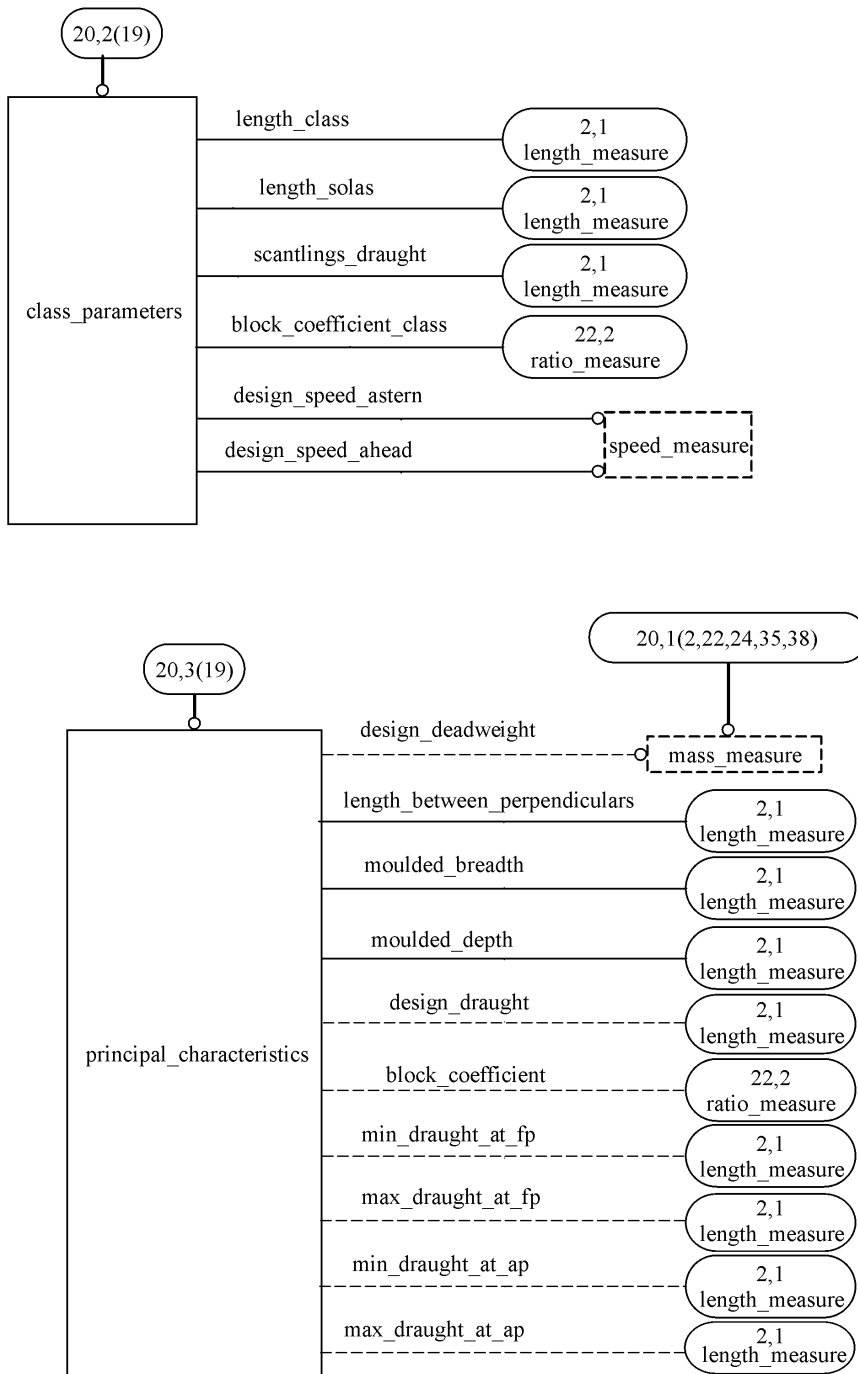 20,2(19)
length_class
2,1
length_measure
length_solas
2,1
length_measure
scantlings_draught
2,1
length_measure
class_parameters
block_coefficient_class
22,2
ratio_measure
design_speed_astern
speed_measure
design_speed_ahead
20,1(2,22,24,35,38)
20,3(19)
design_deadweight
mass_measure
length_between_perpendiculars
2,1
length_measure
moulded_breadth
2,1
length_measure
moulded_depth
2,1
length_measure
design_draught
2,1
length_measure
principal_characteristics
block_coefficient
22,2
ratio_measure
min_draught_at_fp
2,1
length_measure
max_draught_at_fp
2,1
length_measure
min_draught_at_ap
2,1
length_measure
max_draught_at_ap
2,1
length_measure